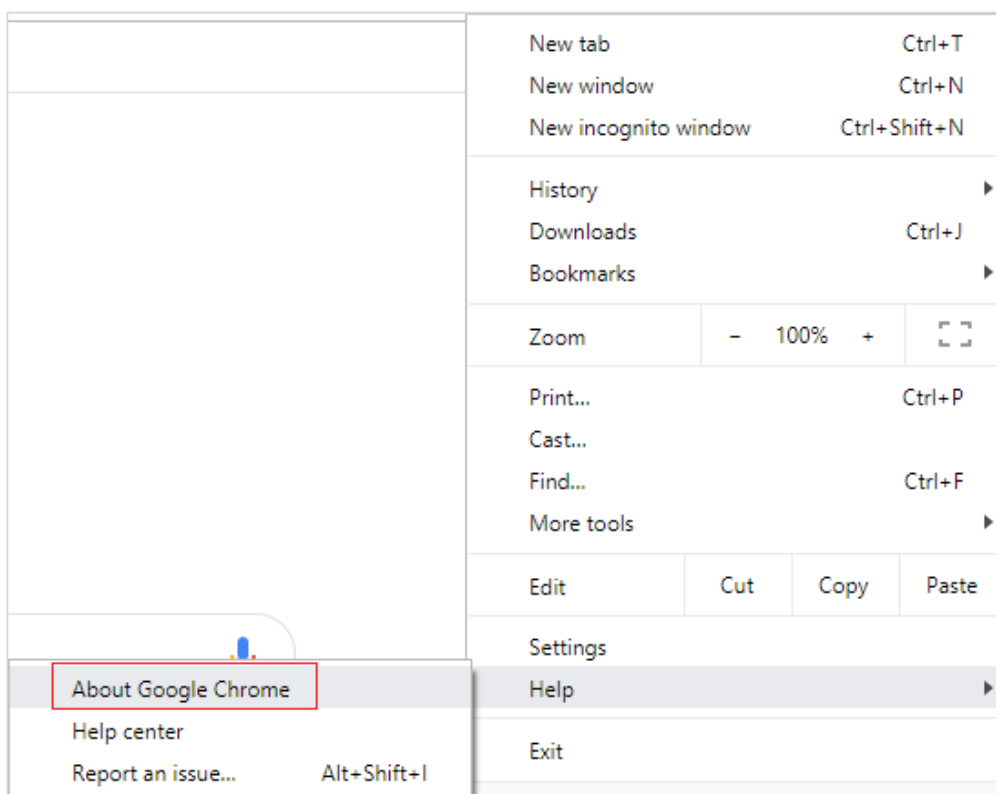 New tab Ctrl+T
New window Ctrl+N
New incognito window Ctrl+Shift+N
History
Downloads Ctrl+J
Bookmarks
Zoom - 100% +
Print... Ctrl+P
Cast...
Find... Ctrl+F
More tools
Edit Cut Copy Paste
Settings
About Google Chrome Help
Help center
Exit
Report an issue... Alt+Shift+I